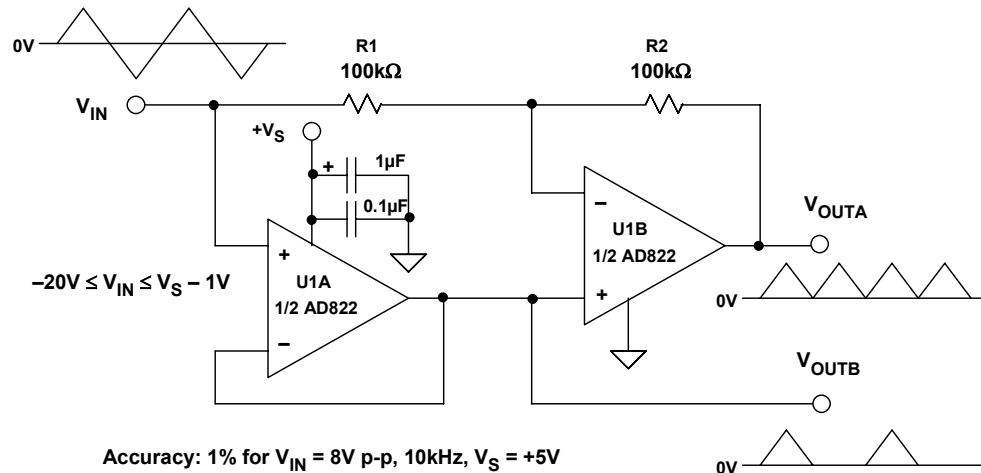 0V
R1
100kΩ
R2
100kΩ
VIN
+VS
+
1µF
0.1µF
+
U1A
1/2 AD822
–
–
U1B
1/2 AD822
+
VOUTA
–20V ≤ VIN ≤ VS – 1V
0V
VOUTB
Accuracy: 1% for VIN = 8V p-p, 10kHz, VS = +5V
0V